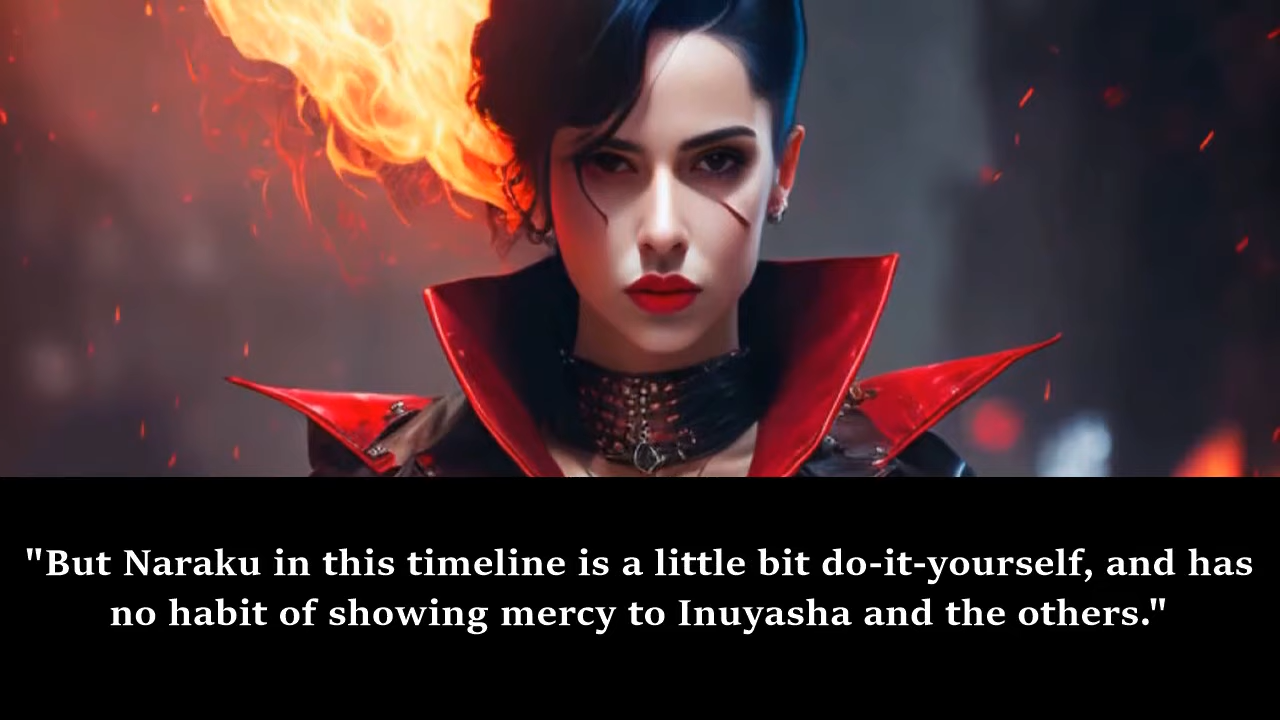 "But Naraku in this timeline is a little bit do-it-yourself, and has
no habit of showing mercy to Inuyasha and the others."